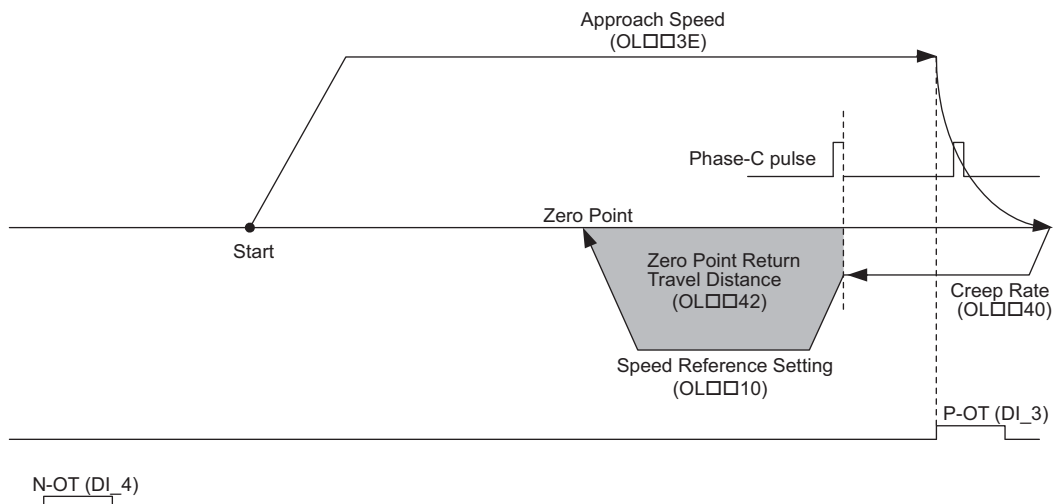 Approach Speed
(OL□□3E)
Phase-C pulse
Zero Point
Start
Zero Point Return
Travel Distance
(OL□□42)
Creep Rate
(OL□□40)
Speed Reference Setting
(OL□□10)
P-OT (DI_3)
N-OT (DI_4)